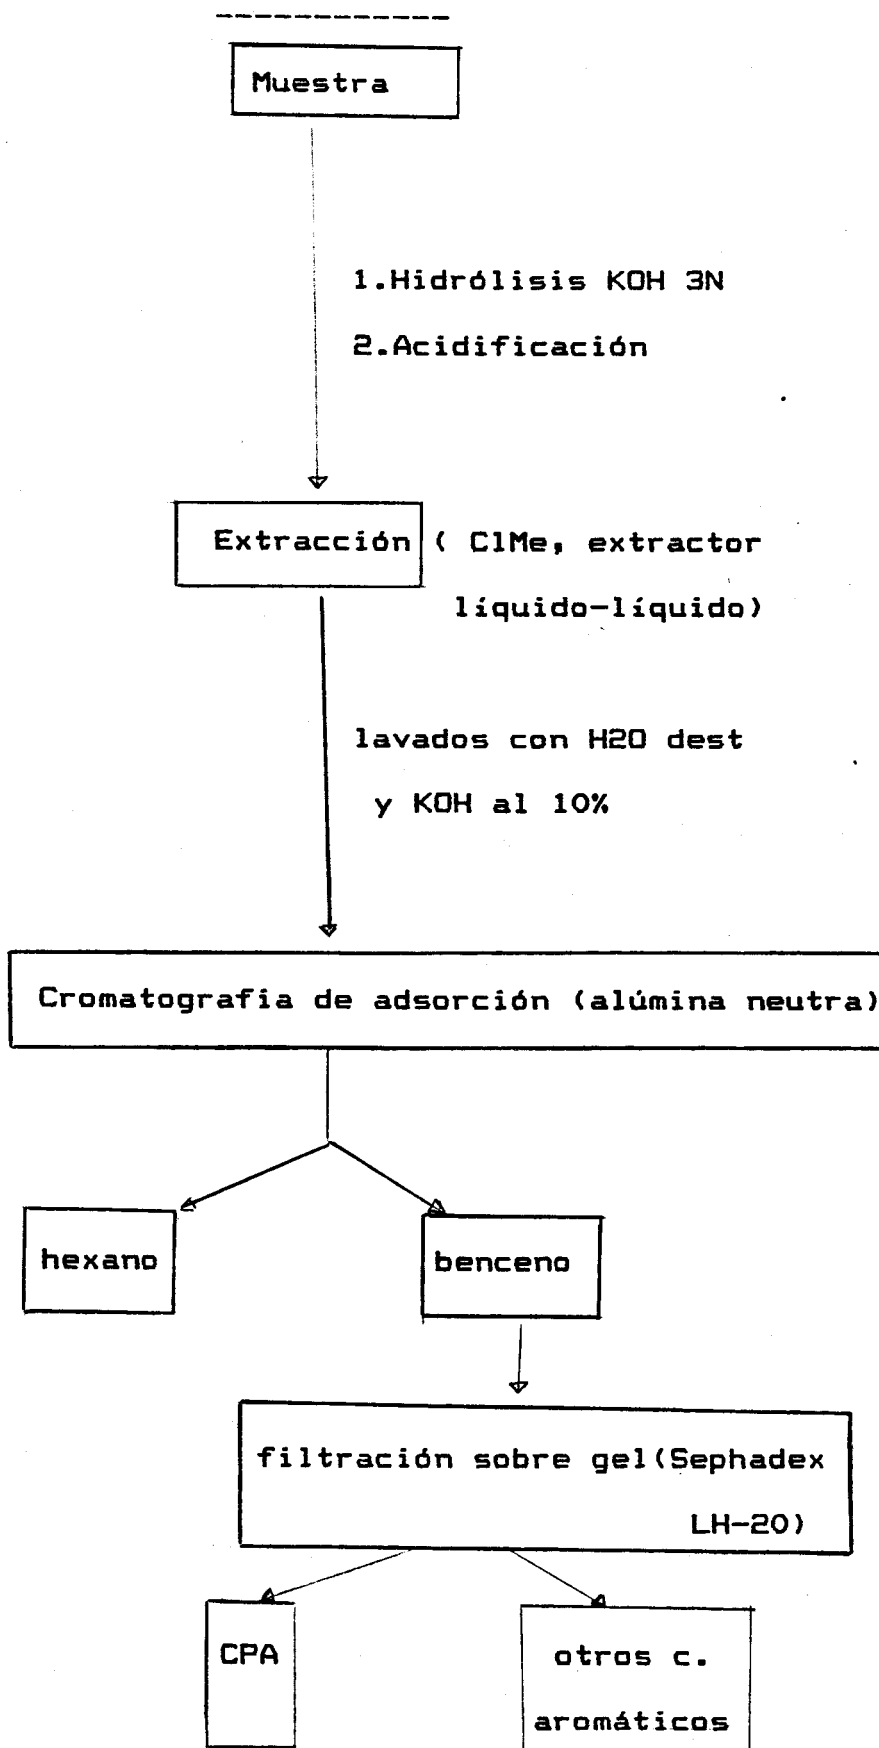 Muestra
1.Hidrólisis KOH 3N
2.Acidificación
Extracción ( ClMe, extractor
líquido-líquido)
lavados con H2O dest
y KOH al 10%
Cromatografia de adsorción (alúmina neutra)
hexano
benceno
filtración sobre gel(Sephadex
LH-20)
CPA
otros c.
aromáticos